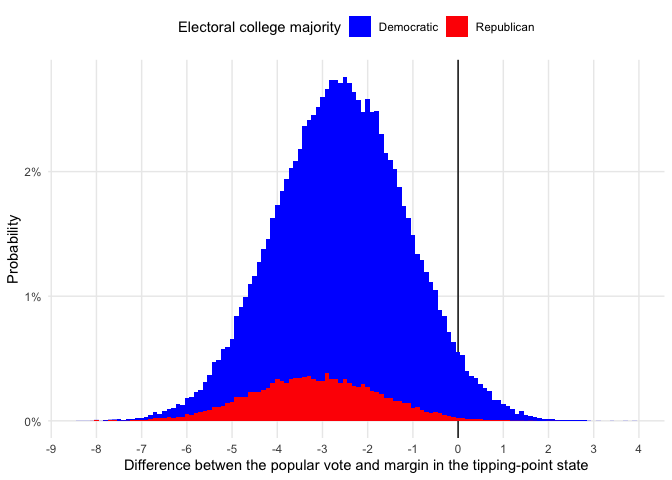 Electoral college majority Democratic Republican
Probability
2%
1%
0%
-9 -8 -7 -6 -5 -4 -3 -2 -1 0 1 2 3 4
Difference betwen the popular vote and margin in the tipping-point state